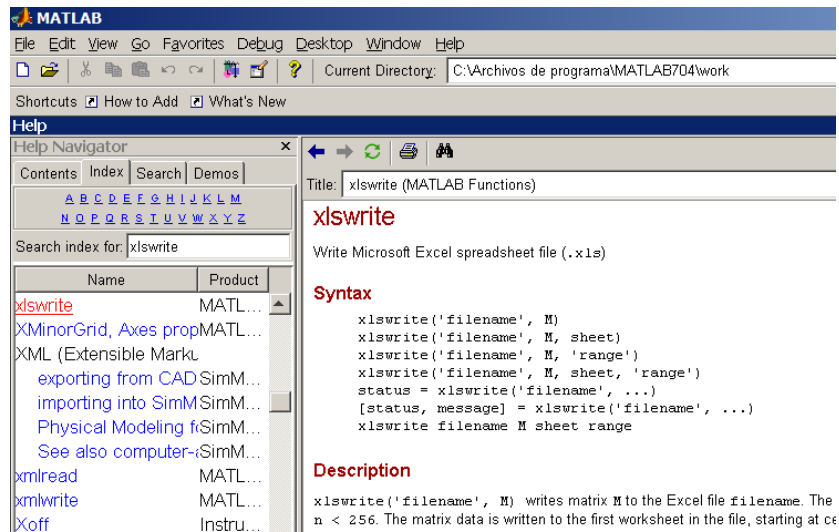 MATLAB
File Edit View Go Favorites Debug Desktop Window Help
Current Directory: C:\Archivos de programa\MATLAB704\work
Shortcuts How to Add What's New
Help
Help Navigator
Contents Index Search Demos
A B C D E F G H I J K L M
N O P Q R S T U V W X Y Z
Search index for: xlswrite
Name Product
xlswrite MATL...
XMinorGrid, Axes prop MATL...
XML (Extensible Marku
exporting from CAD SimM...
importing into SimM SimM...
Physical Modeling fo SimM...
See also computer- SimM...
xmlread MATL...
xmlwrite MATL...
Xoff Instru...
Title: xlswrite (MATLAB Functions)
xlswrite
Write Microsoft Excel spreadsheet file (.xls)
Syntax
xlswrite('filename', M)
xlswrite('filename', M, sheet)
xlswrite('filename', M, 'range')
xlswrite('filename', M, sheet, 'range')
status = xlswrite('filename', ...)
[status, message] = xlswrite('filename', ...)
xlswrite filename M sheet range
Description
xlswrite('filename', M) writes matrix M to the Excel file filename. The
n < 256. The matrix data is written to the first worksheet in the file, starting at ce